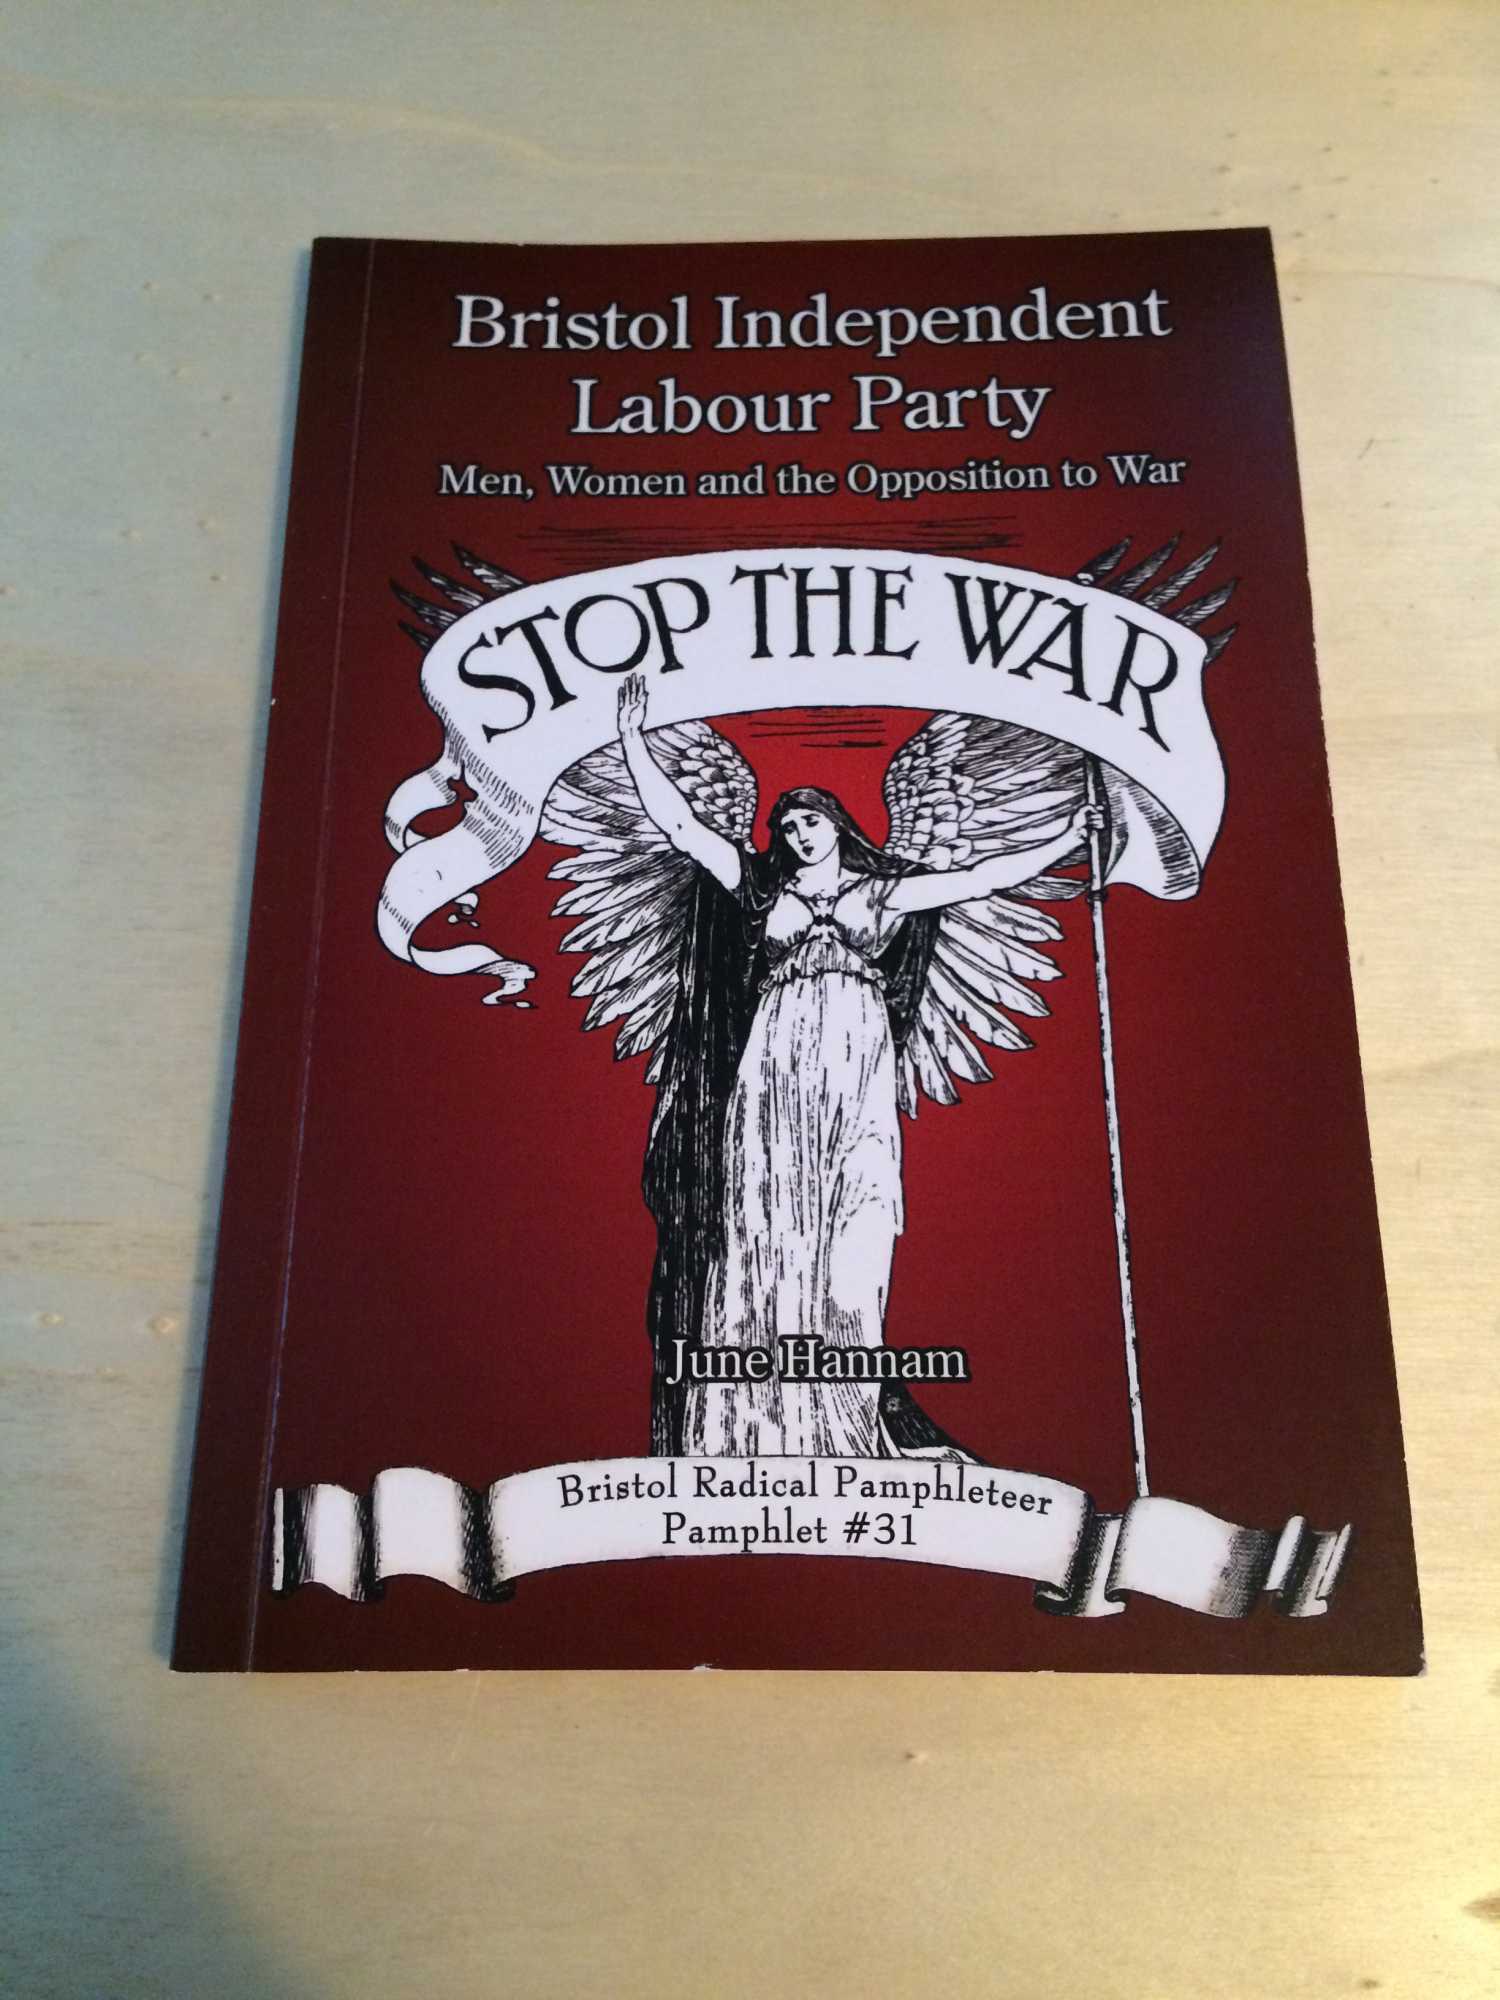 Bristol Independent
Labour Party
Men, Women and the Opposition to War
STOP THE WAR
June Hannam
Bristol Radical Pamphleteer
Pamphlet #31